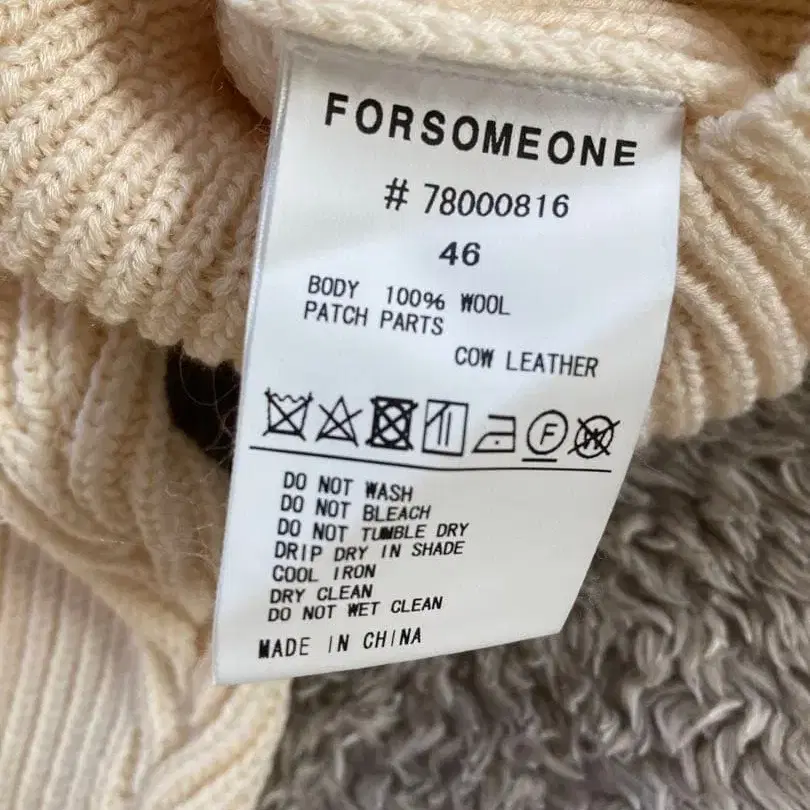 FORSOMEONE
# 78000816
46
BODY 100% WOOL
PATCH PARTS
COW LEATHER
F
W
DO NOT WASH
DO NOT BLEACH
DO NOT TUMBLE DRY
DRIP DRY IN SHADE
COOL IRON
DRY CLEAN
DO NOT WET CLEAN
MADE IN CHINA